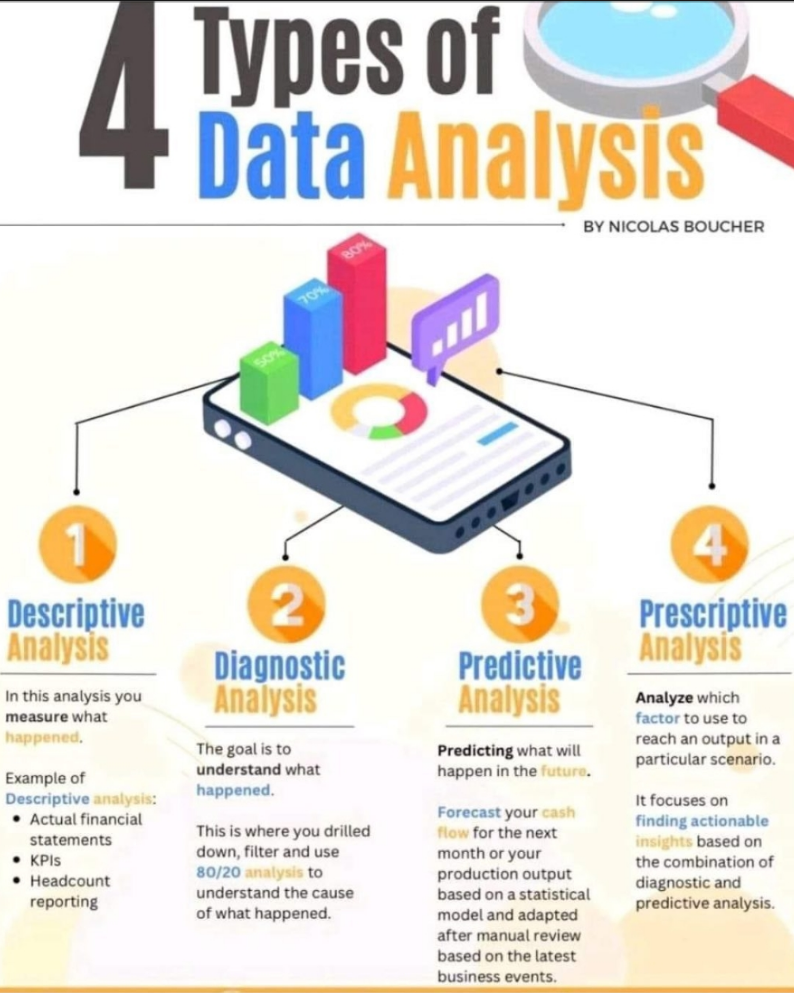 4 Types of
Data Analysis
BY NICOLAS BOUCHER
50%
70%
80%
1
Descriptive
Analysis
In this analysis you
measure what
happened.
Example of
Descriptive analysis:
• Actual financial
statements
• KPIs
• Headcount
reporting
2
Diagnostic
Analysis
The goal is to
understand what
happened.
This is where you drilled
down, filter and use
80/20 analysis to
understand the cause
of what happened.
3
Predictive
Analysis
Predicting what will
happen in the future.
Forecast your cash
flow for the next
month or your
production output
based on a statistical
model and adapted
after manual review
based on the latest
business events.
4
Prescriptive
Analysis
Analyze which
factor to use to
reach an output in a
particular scenario.
It focuses on
finding actionable
insights based on
the combination of
diagnostic and
predictive analysis.